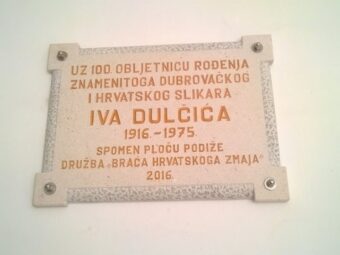 UZ 100. OBLJETNICU ROĐENJA
ZNAMENITOGA DUBROVAČKOG
I HRVATSKOG SLIKARA
IVA DULČIĆA
1916.-1975.
SPOMEN PLOČU PODIŽE
DRUŽBA „BRAĆA HRVATSKOGA ZMAJA"
2016.